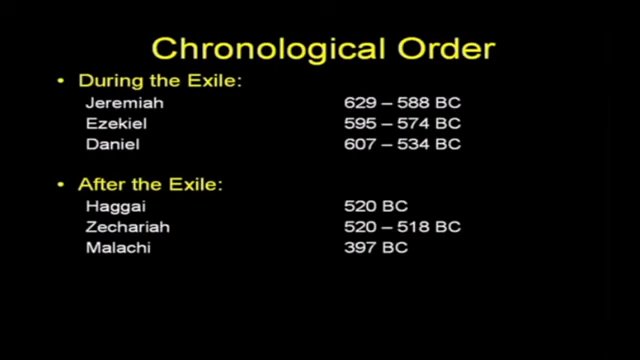 Chronological Order
• During the Exile:
Jeremiah 629 – 588 BC
Ezekiel 595 – 574 BC
Daniel 607 – 534 BC
• After the Exile:
Haggai 520 BC
Zechariah 520 – 518 BC
Malachi 397 BC